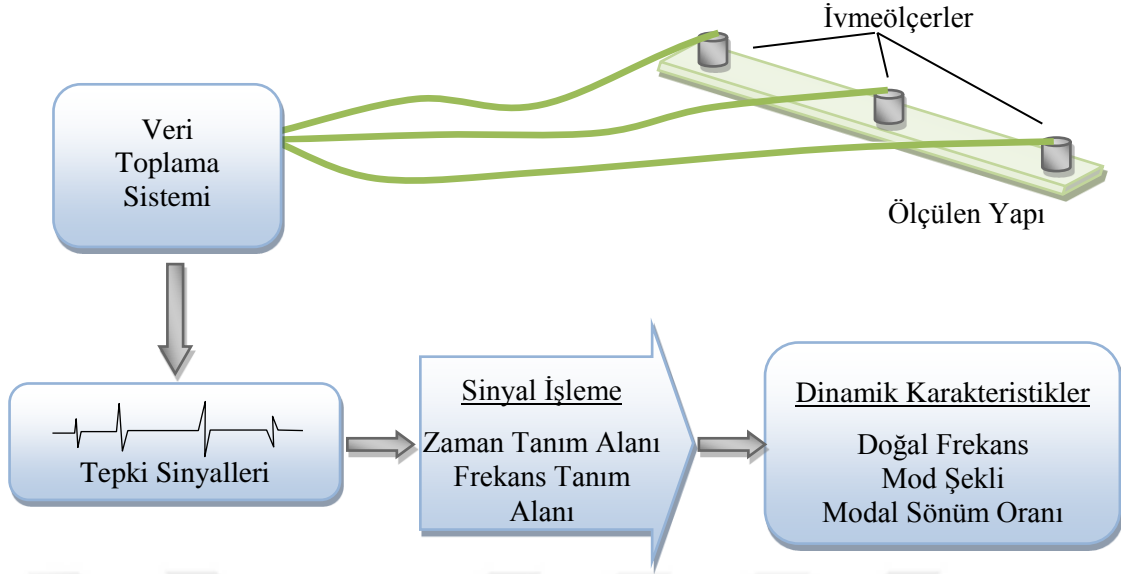 İvmeölçerler
Veri
Toplama
Sistemi
Ölçülen Yapı
Tepki Sinyalleri
Sinyal İşleme
Zaman Tanım Alanı
Frekans Tanım
Alanı
Dinamik Karakteristikler
Doğal Frekans
Mod Şekli
Modal Sönüm Oranı